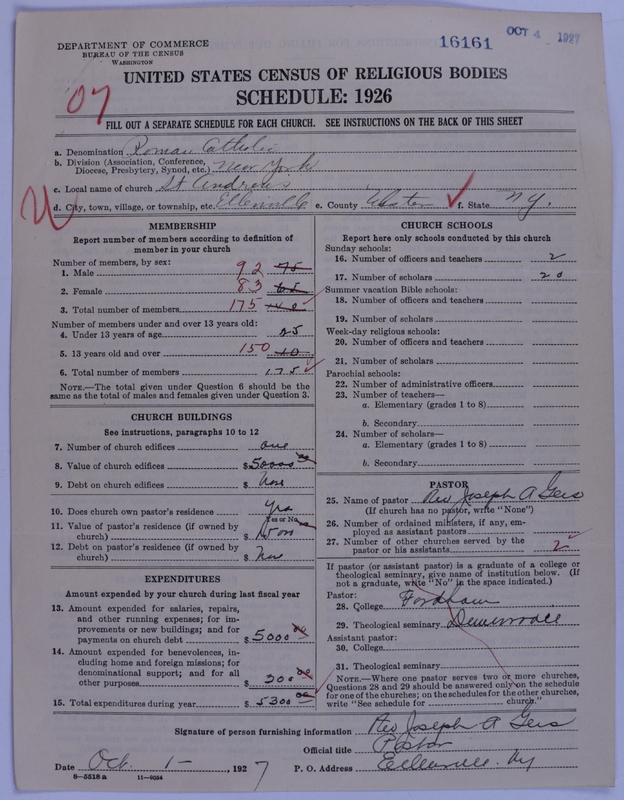 DEPARTMENT OF COMMERCE
BUREAU OF THE CENSUS
WASHINGTON
16161
OCT 4 1927
UNITED STATES CENSUS OF RELIGIOUS BODIES
SCHEDULE: 1926
07
FILL OUT A SEPARATE SCHEDULE FOR EACH CHURCH. SEE INSTRUCTIONS ON THE BACK OF THIS SHEET
a. Denomination Roman Catholic
b. Division (Association, Conference, Diocese, Presbytery, Synod, etc.) New York
c. Local name of church St Andrews
d. City, town, village, or township, etc. Ellenville e. County Ulster f. State N.Y.
MEMBERSHIP
Report number of members according to definition of member in your church
Number of members, by sex:
1. Male 92 75
2. Female 83 65
3. Total number of members 175 140
Number of members under and over 13 years old:
4. Under 13 years of age 25
5. 13 years old and over 150
6. Total number of members 175
NOTE.—The total given under Question 6 should be the same as the total of males and females given under Question 3.
CHURCH BUILDINGS
See instructions, paragraphs 10 to 12
7. Number of church edifices one
8. Value of church edifices $50000 00
9. Debt on church edifices $ None
10. Does church own pastor's residence Yes
Yes or No
11. Value of pastor's residence (if owned by church) $
12. Debt on pastor's residence (if owned by church) $
EXPENDITURES
Amount expended by your church during last fiscal year
13. Amount expended for salaries, repairs, and other running expenses; for improvements or new buildings; and for payments on church debt $5000 00
14. Amount expended for benevolences, including home and foreign missions; for denominational support; and for all other purposes 300 00
15. Total expenditures during year $5300 00
CHURCH SCHOOLS
Report here only schools conducted by this church
Sunday schools:
16. Number of officers and teachers 2
17. Number of scholars 20
Summer vacation Bible schools:
18. Number of officers and teachers
19. Number of scholars
Week-day religious schools:
20. Number of officers and teachers
21. Number of scholars
Parochial schools:
22. Number of administrative officers
23. Number of teachers—
a. Elementary (grades 1 to 8)
b. Secondary
24. Number of scholars—
a. Elementary (grades 1 to 8)
b. Secondary
PASTOR
25. Name of pastor Rev Joseph A Geis
(If church has no pastor, write "None")
26. Number of ordained ministers, if any, employed as assistant pastors
27. Number of other churches served by the pastor or his assistants 2
If pastor (or assistant pastor) is a graduate of a college or theological seminary, give name of institution below. (If not a graduate, write "No" in the space indicated.)
Pastor:
28. College Fordham
29. Theological seminary Dunwoodie
Assistant pastor:
30. College
31. Theological seminary
NOTE.—Where one pastor serves two or more churches, Questions 28 and 29 should be answered only on the schedule for one of the churches; on the schedules for the other churches, write "See schedule for church."
Signature of person furnishing information Rev Joseph A Geis
Official title Pastor
Date Oct. 1 -, 1927 P. O. Address Ellenville. Ny
8-5518a 11-9034